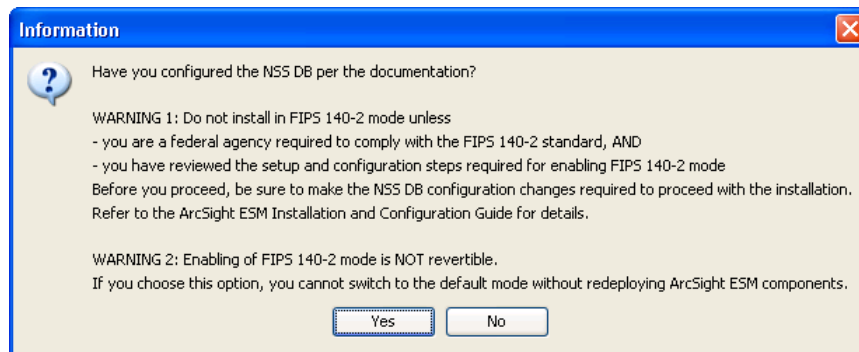 Information
Have you configured the NSS DB per the documentation?
WARNING 1: Do not install in FIPS 140-2 mode unless
- you are a federal agency required to comply with the FIPS 140-2 standard, AND
- you have reviewed the setup and configuration steps required for enabling FIPS 140-2 mode
Before you proceed, be sure to make the NSS DB configuration changes required to proceed with the installation.
Refer to the ArcSight ESM Installation and Configuration Guide for details.
WARNING 2: Enabling of FIPS 140-2 mode is NOT revertible.
If you choose this option, you cannot switch to the default mode without redeploying ArcSight ESM components.
Yes No